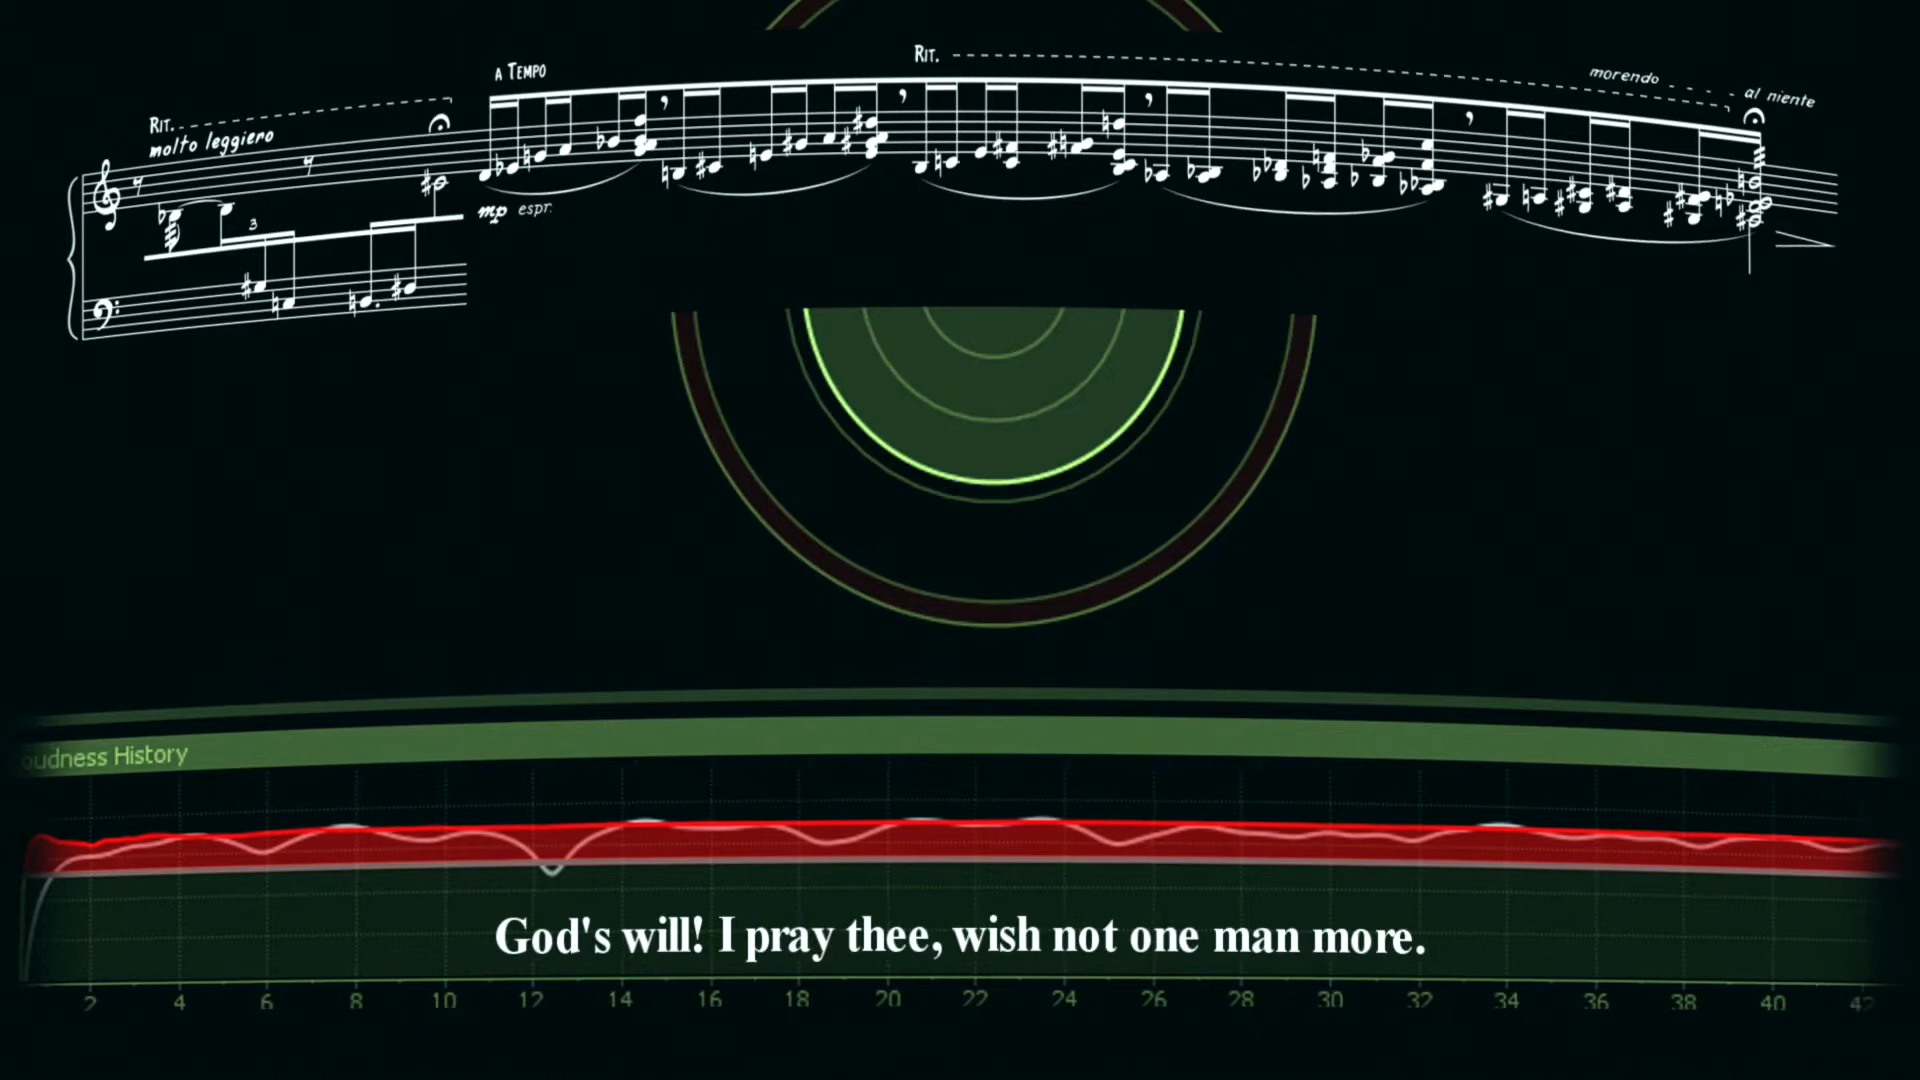 RIT.
a TEMPO
morendo
al niente
RIT.
molto leggiero
3
mp espr.
oudness History
God's will! I pray thee, wish not one man more.
2 4 6 8 10 12 14 16 18 20 22 24 26 28 30 32 34 36 38 40 42